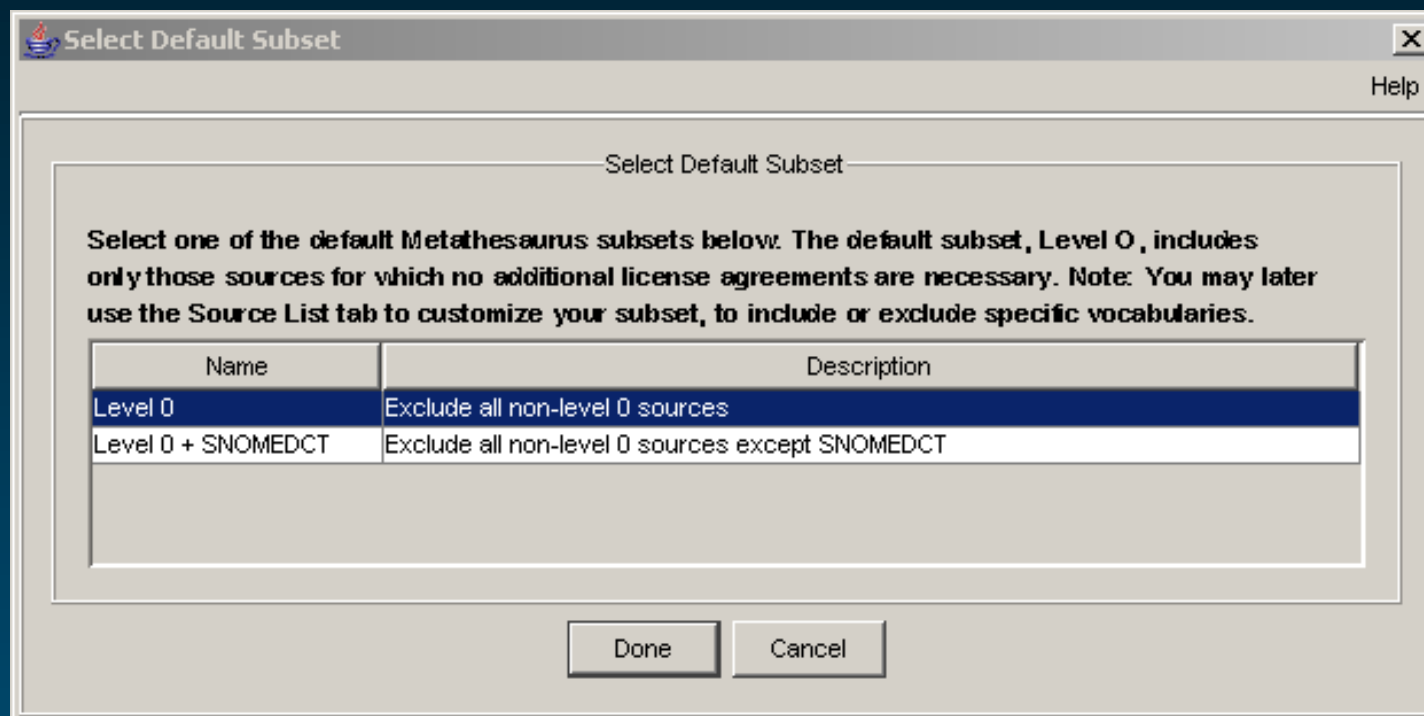 Select Default Subset
Help
Select Default Subset
Select one of the default Metathesaurus subsets below. The default subset, Level 0, includes
only those sources for which no additional license agreements are necessary. Note: You may later
use the Source List tab to customize your subset, to include or exclude specific vocabularies.
Name Description
Level 0 Exclude all non-level 0 sources
Level 0 + SNOMEDCT Exclude all non-level 0 sources except SNOMEDCT
Done Cancel